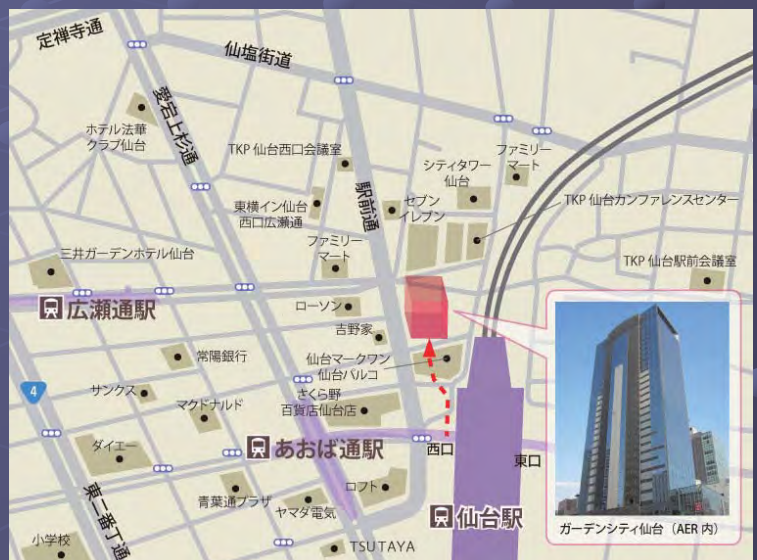 定禅寺通
仙塩街道
愛宕上杉通
ホテル法華
クラブ仙台
TKP 仙台西口会議室
駅前通
シティタワー
仙台
ファミリー
マート
東横イン仙台
西口広瀬通
セブン
イレブン
TKP 仙台カンファレンスセンター
三井ガーデンホテル仙台
ファミリー
マート
TKP 仙台駅前会議室
広瀬通駅
ローソン
吉野家
常陽銀行
仙台マークワン
仙台パルコ
4
サンクス
マクドナルド
さくら野
百貨店仙台店
ダイエー
あおば通駅
西口
東口
東二番丁通
青葉通プラザ
ヤマダ電気
ロフト
仙台駅
ガーデンシティ仙台（AER 内）
小学校
TSUTAYA